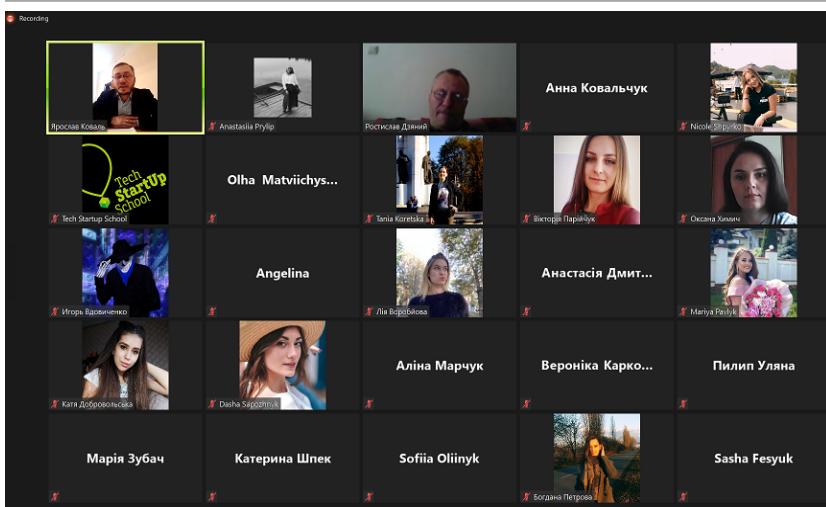 Recording
Ярослав Коваль
Anastasiia Prylip
Ростислав Дзяний
Анна Ковальчук
Nicole Shpyrko
Tech
StartUp
School
Tech Startup School
Olha Matviichys...
Tania Koretska
Вікторія Парійчук
Оксана Химич
Игорь Вдовиченко
Angelina
Лія Воробйова
Анастасія Дмит...
Mariya Pavlyk
Катя Добровольська
Dasha Sapozhnyk
Аліна Марчук
Вероніка Карко...
Пилип Уляна
Марія Зубач
Катерина Шпек
Sofiia Oliinyk
Богдана Петрова
Sasha Fesyuk